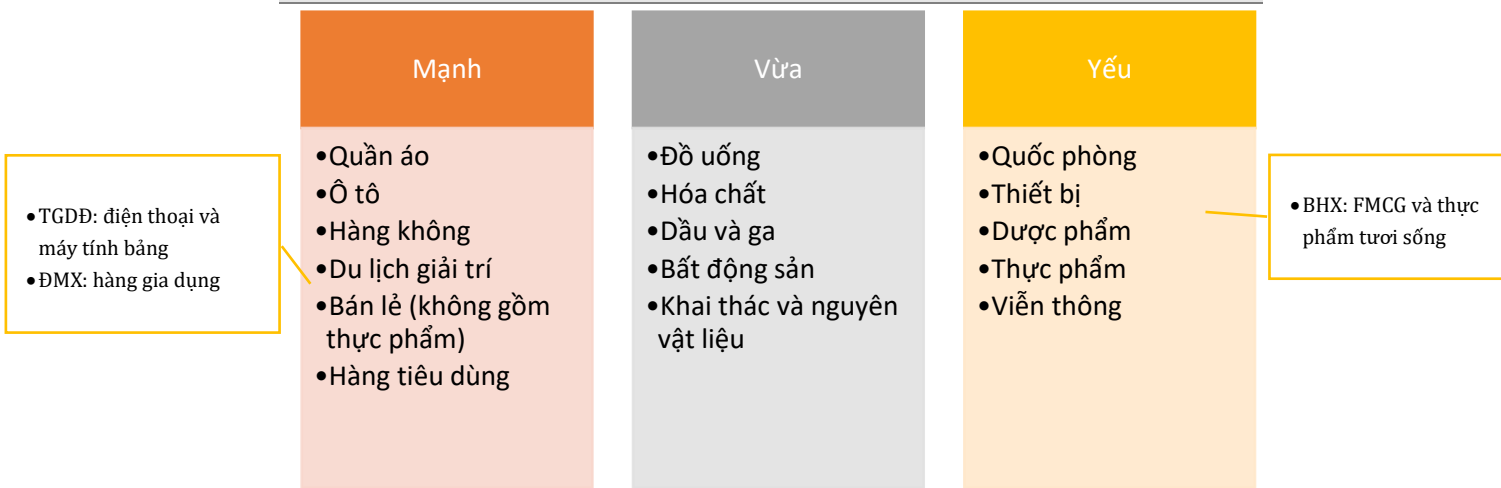 Mạnh
•Quần áo
•Ô tô
•Hàng không
•Du lịch giải trí
•Bán lẻ (không gồm
thực phẩm)
•Hàng tiêu dùng
Vừa
•Đồ uống
•Hóa chất
•Dầu và ga
•Bất động sản
•Khai thác và nguyên
vật liệu
Yếu
•Quốc phòng
•Thiết bị
•Dược phẩm
•Thực phẩm
•Viễn thông
•TGDĐ: điện thoại và
máy tính bảng
•ĐMX: hàng gia dụng
•BHX: FMCG và thực
phẩm tươi sống